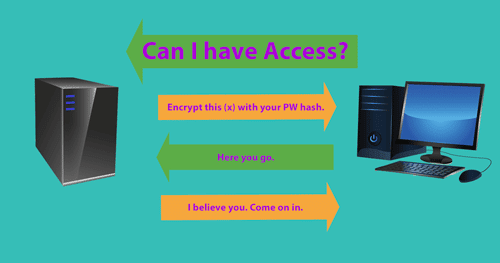 Can I have Access?
Encrypt this (x) with your PW hash.
Here you go.
I believe you. Come on in.